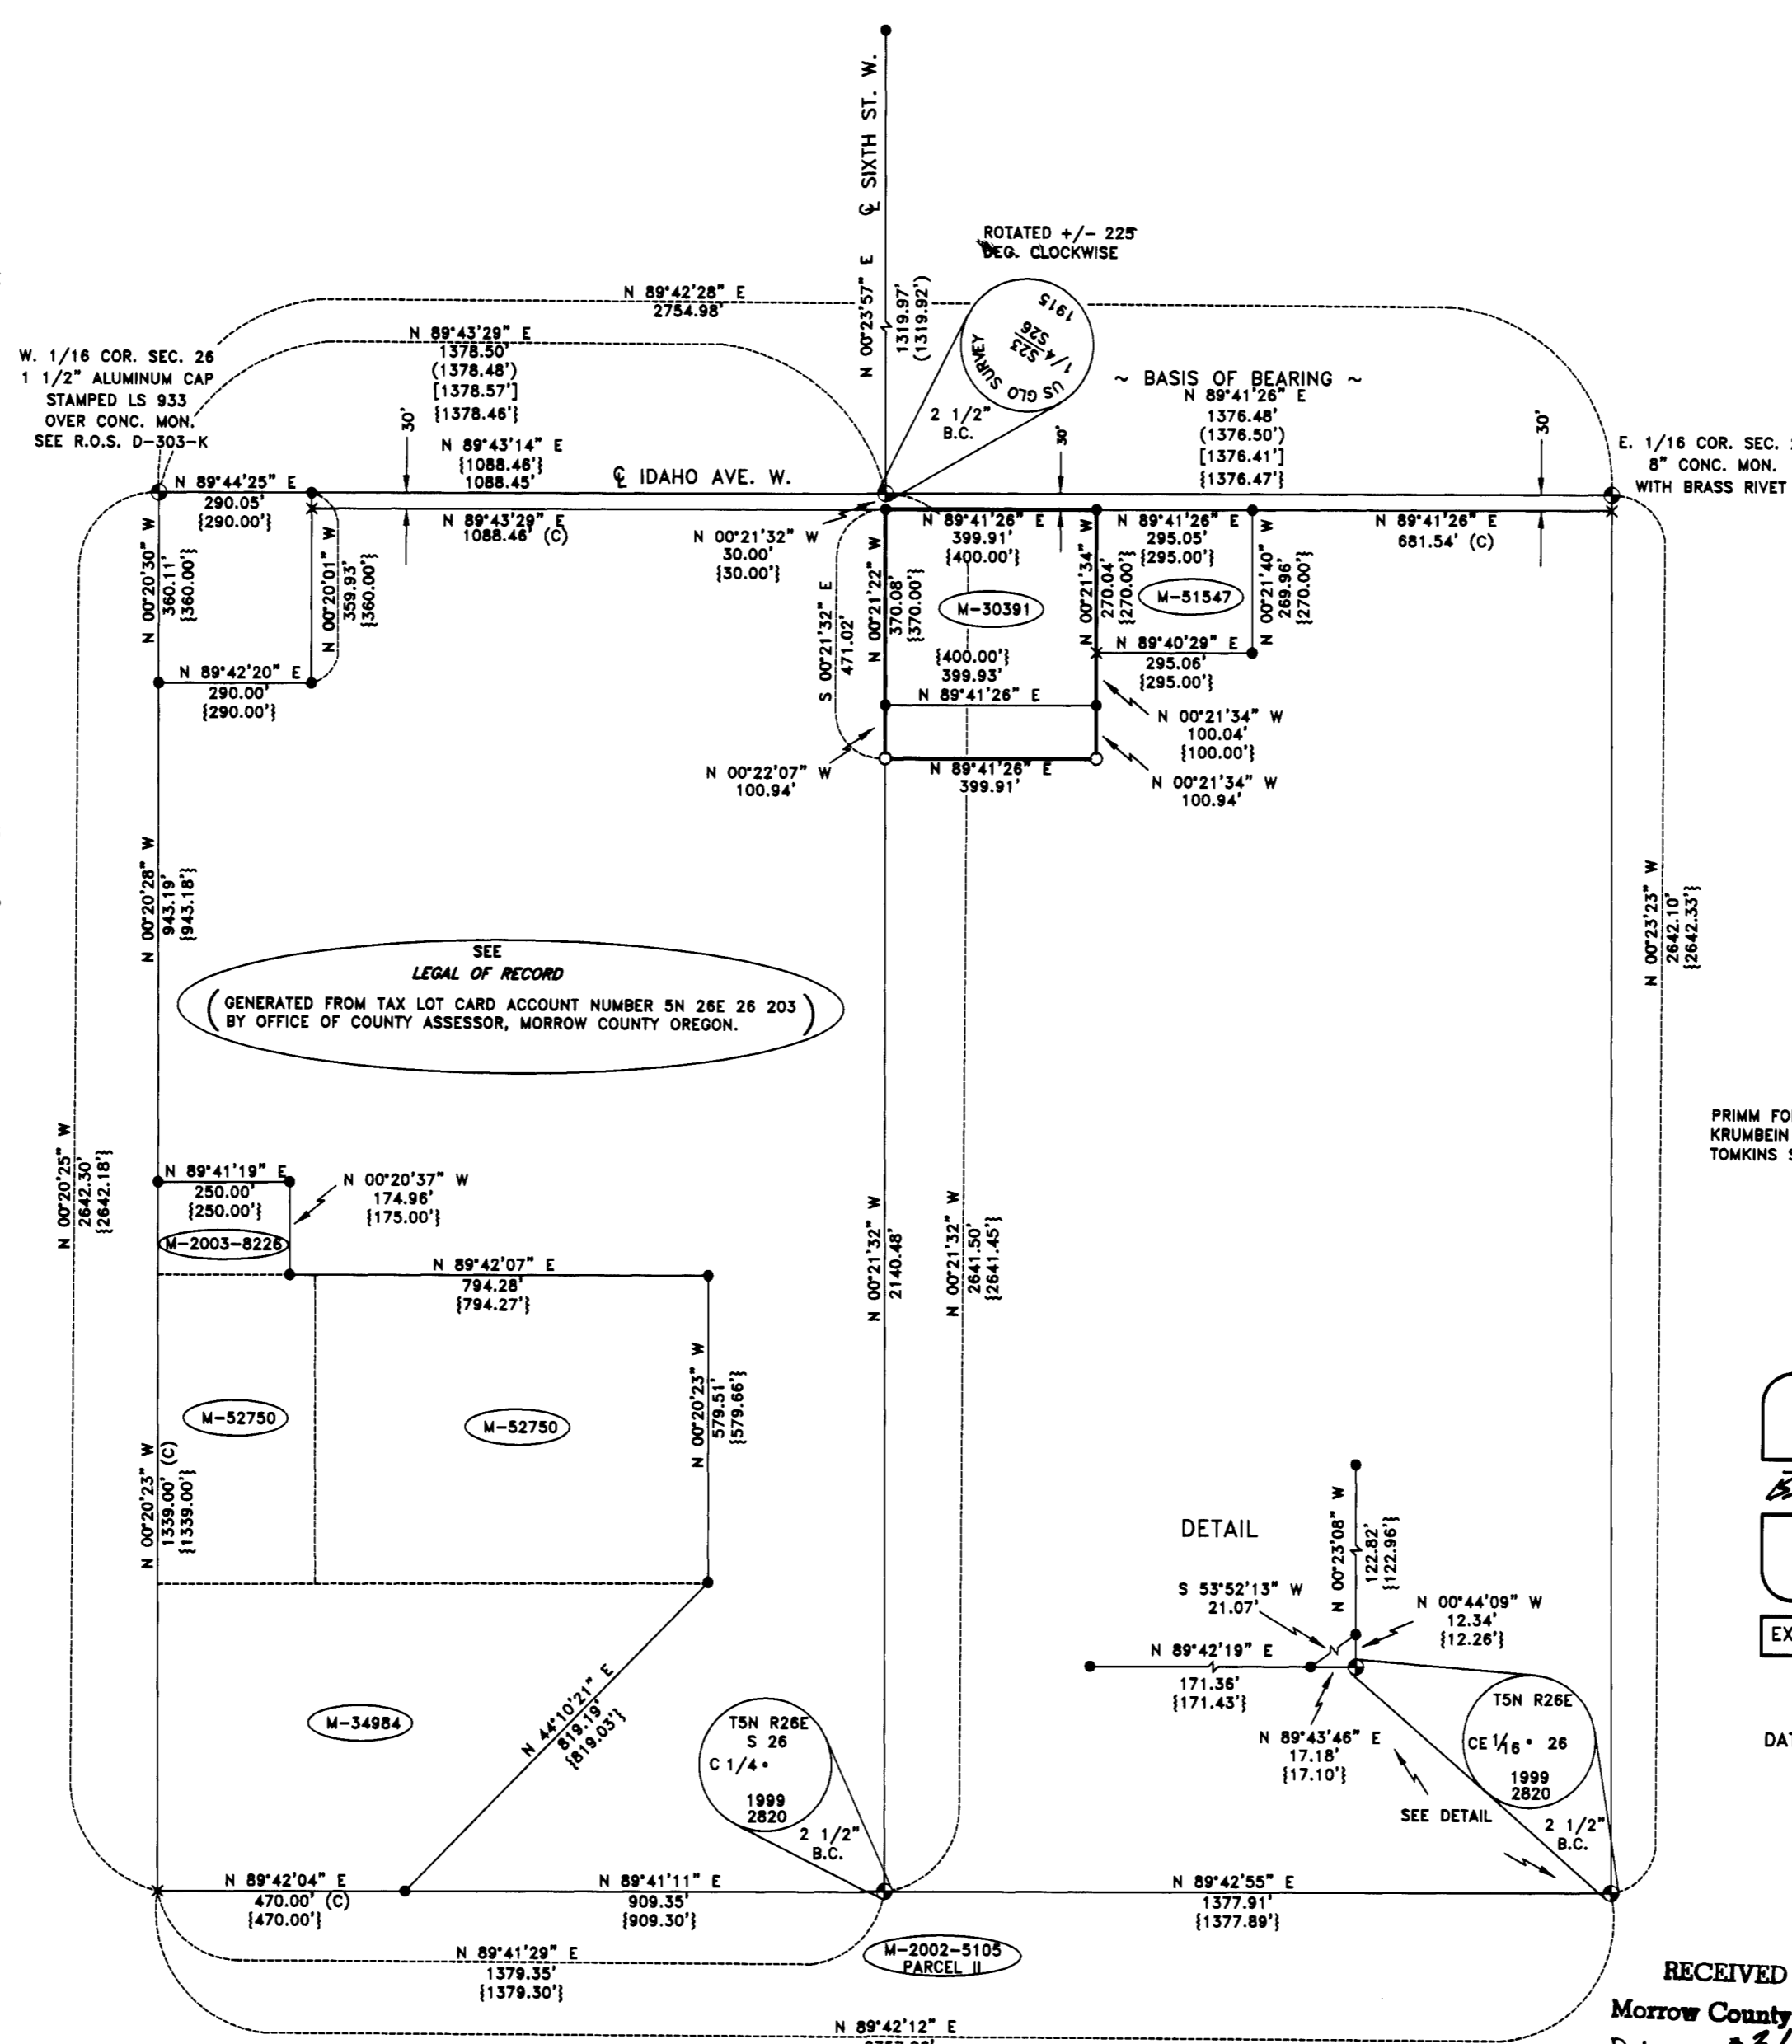 ℄ SIXTH ST. W.
N 00°23'57" E
1319.97'
(1319.92')
ROTATED +/- 225
DEG. CLOCKWISE
US GLO SURVEY
1/4
S23
S26
1915
2 1/2"
B.C.
N 89°42'28" E
2754.98'
N 89°43'29" E
1378.50'
(1378.48')
[1378.57']
{1378.46'}
W. 1/16 COR. SEC. 26
1 1/2" ALUMINUM CAP
STAMPED LS 933
OVER CONC. MON.
SEE R.O.S. D-303-K
~ BASIS OF BEARING ~
N 89°41'26" E
1376.48'
(1376.50')
[1376.41']
{1376.47'}
E. 1/16 COR. SEC.
8" CONC. MON.
WITH BRASS RIVET
30'
30'
30'
N 89°43'14" E
{1088.46'}
1088.45'
℄ IDAHO AVE. W.
N 89°44'25" E
290.05'
{290.00'}
N 89°43'29" E
1088.46' (C)
N 00°21'32" W
30.00'
{30.00'}
N 89°41'26" E
399.91'
{400.00'}
N 89°41'26" E
295.05'
{295.00'}
N 89°41'26" E
681.54' (C)
N 00°20'30" W
360.11'
{360.00'}
N 00°20'01" W
359.93'
{360.00'}
N 89°42'20" E
290.00'
{290.00'}
S 00°21'32" E
471.02'
N 00°21'22" W
370.08'
{370.00'}
M-30391
N 00°21'34" W
270.04'
{270.00'}
M-51547
N 00°21'40" W
269.96'
{270.00'}
{400.00'}
399.93'
N 89°41'26" E
N 89°40'29" E
295.06'
{295.00'}
N 00°21'34" W
100.04'
{100.00'}
N 00°22'07" W
100.94'
N 89°41'26" E
399.91'
N 00°21'34" W
100.94'
N 00°20'28" W
943.19'
{943.18'}
N 00°23'23" W
2642.10'
{2642.33'}
SEE
LEGAL OF RECORD
(GENERATED FROM TAX LOT CARD ACCOUNT NUMBER 5N 26E 26 203
BY OFFICE OF COUNTY ASSESSOR, MORROW COUNTY OREGON.)
N 00°20'25" W
2642.30'
{2642.18'}
N 89°41'19" E
250.00'
{250.00'}
N 00°20'37" W
174.96'
{175.00'}
M-2003-8226
N 89°42'07" E
794.28'
{794.27'}
N 00°21'32" W
2140.48'
N 00°21'32" W
2641.50'
{2641.45'}
PRIMM
KRUMBEIN
TOMKINS
M-52750
M-52750
N 00°20'23" W
579.51'
{579.66'}
N 00°20'23" W
1339.00' (C)
{1339.00'}
DETAIL
N 00°23'08" W
122.82'
{122.96'}
S 53°52'13" W
21.07'
N 00°44'09" W
12.34'
{12.26'}
N 89°42'19" E
171.36'
{171.43'}
N 89°43'46" E
17.18'
{17.10'}
SEE DETAIL
T5N R26E
CE 1/16 • 26
1999
2820
2 1/2"
B.C.
M-34984
N 44°10'21" E
819.19'
{819.03'}
T5N R26E
S 26
C 1/4 •
1999
2820
2 1/2"
B.C.
N 89°42'04" E
470.00' (C)
{470.00'}
N 89°41'11" E
909.35'
{909.30'}
N 89°42'55" E
1377.91'
{1377.89'}
N 89°41'29" E
1379.35'
{1379.30'}
M-2002-5105
PARCEL II
N 89°42'12" E
RECEIVED
Morrow County